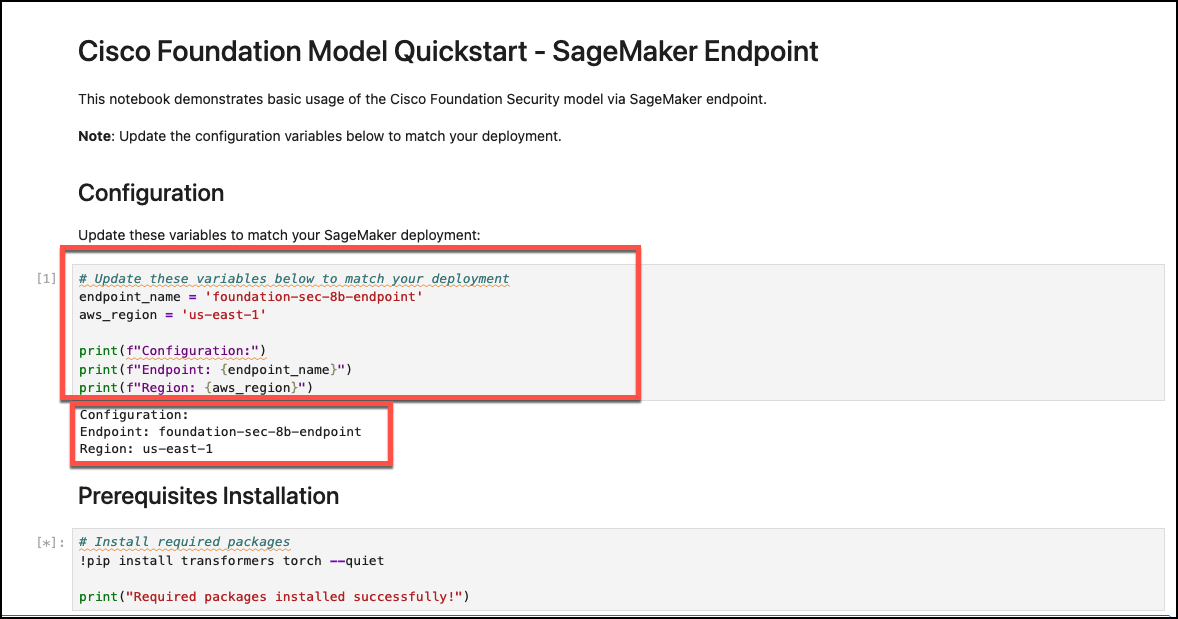 Cisco Foundation Model Quickstart - SageMaker Endpoint
This notebook demonstrates basic usage of the Cisco Foundation Security model via SageMaker endpoint.
Note: Update the configuration variables below to match your deployment.
Configuration
Update these variables to match your SageMaker deployment:
[1] # Update these variables below to match your deployment
endpoint_name = 'foundation-sec-8b-endpoint'
aws_region = 'us-east-1'
print(f"Configuration:")
print(f"Endpoint: {endpoint_name}")
print(f"Region: {aws_region}")
Configuration:
Endpoint: foundation-sec-8b-endpoint
Region: us-east-1
Prerequisites Installation
[*]: # Install required packages
!pip install transformers torch --quiet
print("Required packages installed successfully!")